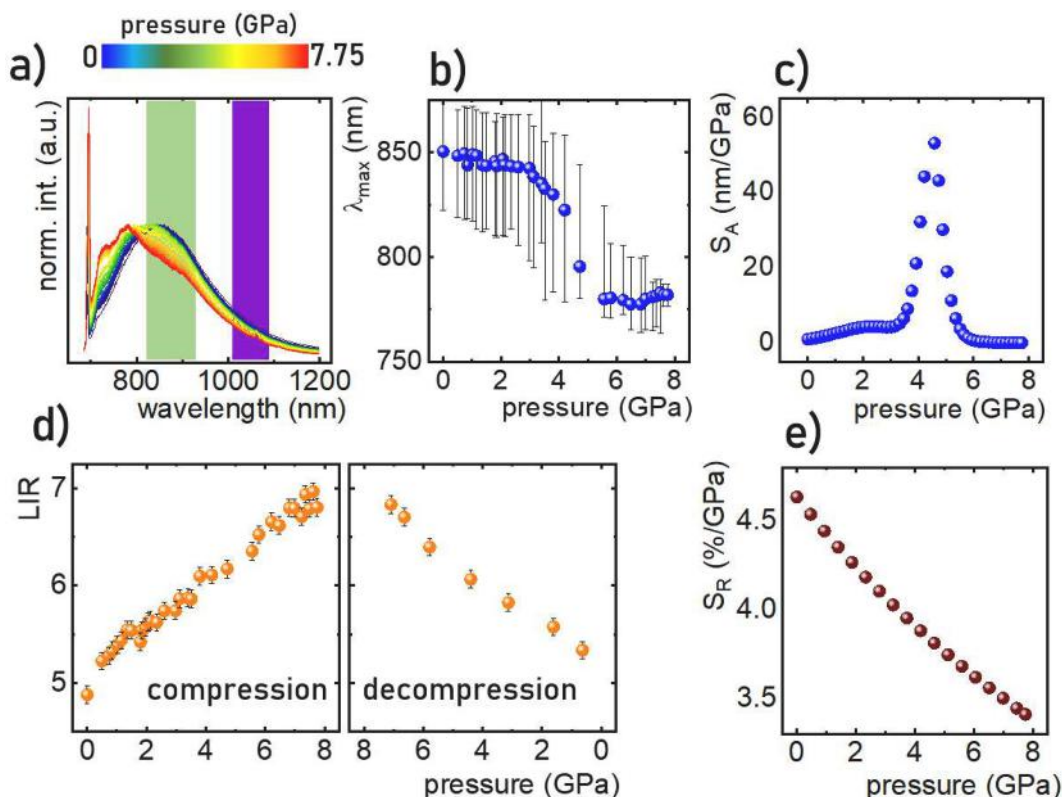 pressure (GPa)
0 7.75
a)
norm. int. (a.u.)
800 1000 1200
wavelength (nm)
b)
λmax (nm)
850
800
750
0 2 4 6 8
pressure (GPa)
c)
SA (nm/GPa)
60
40
20
0
0 2 4 6 8
pressure (GPa)
d)
LIR
7
6
5
compression
0 2 4 6 8
decompression
8 6 4 2 0
pressure (GPa)
e)
SR (%/GPa)
4.5
4.0
3.5
0 2 4 6 8
pressure (GPa)